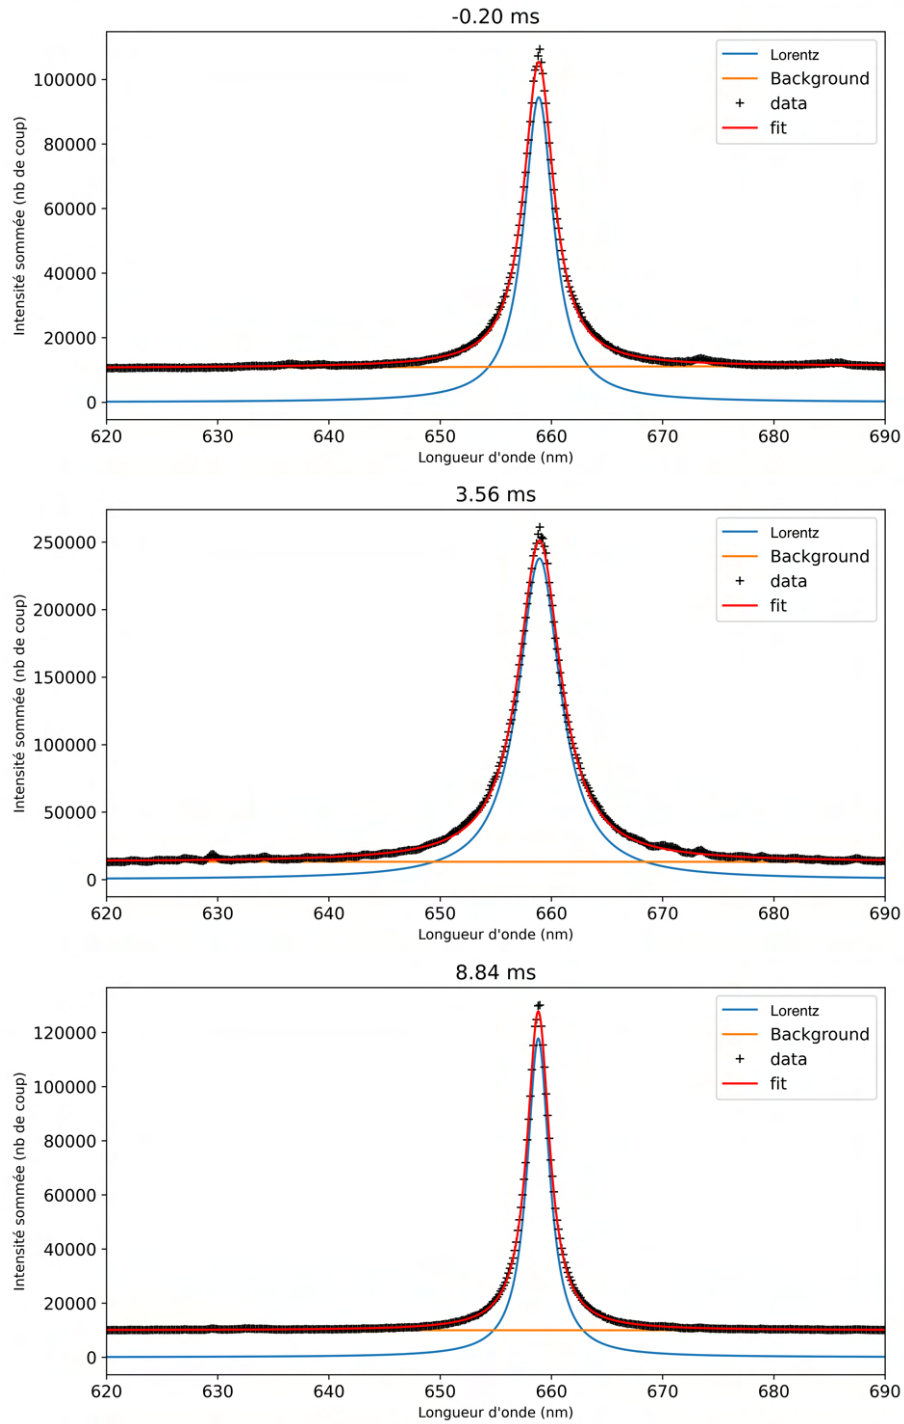 -0.20 ms
Intensité sommée (nb de coup)
100000
80000
60000
40000
20000
0
Lorentz
Background
data
fit
620 630 640 650 660 670 680 690
Longueur d'onde (nm)
3.56 ms
Intensité sommée (nb de coup)
250000
200000
150000
100000
50000
0
Lorentz
Background
data
fit
620 630 640 650 660 670 680 690
Longueur d'onde (nm)
8.84 ms
Intensité sommée (nb de coup)
120000
100000
80000
60000
40000
20000
0
Lorentz
Background
data
fit
620 630 640 650 660 670 680 690
Longueur d'onde (nm)